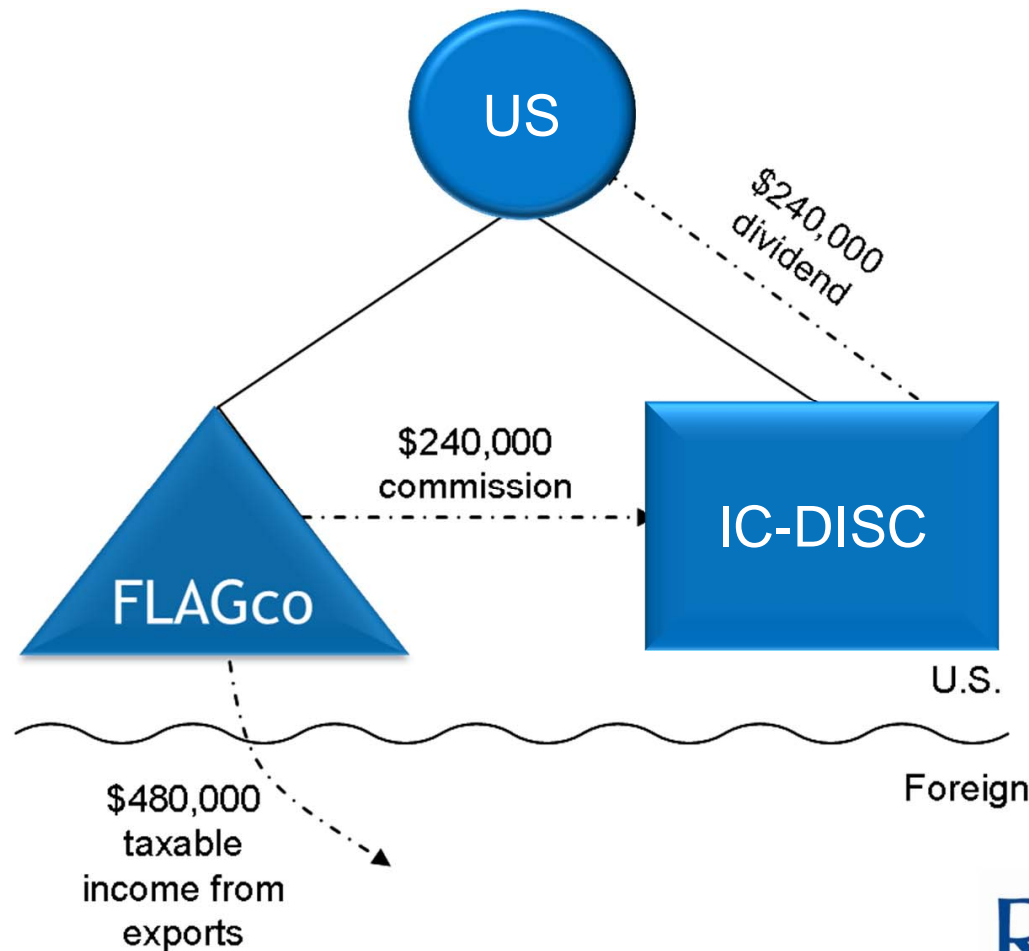 US
$240,000
dividend
$240,000
commission
IC-DISC
FLAGco
U.S.
Foreign
$480,000
taxable
income from
exports